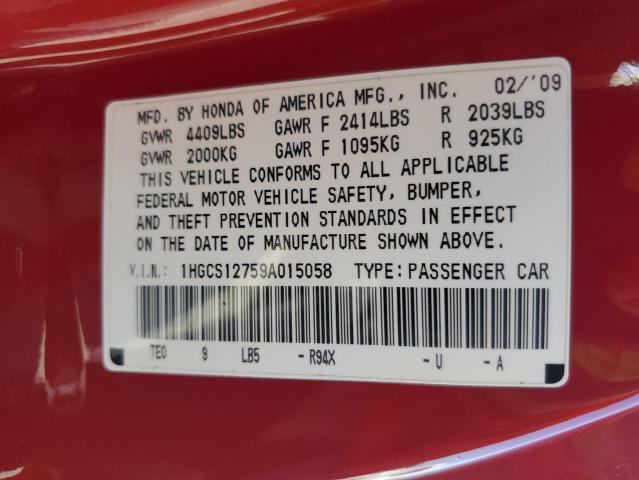 MFD. BY HONDA OF AMERICA MFG., INC. 02/'09
GVWR 4409LBS GAWR F 2414LBS R 2039LBS
GVWR 2000KG GAWR F 1095KG R 925KG
THIS VEHICLE CONFORMS TO ALL APPLICABLE
FEDERAL MOTOR VEHICLE SAFETY, BUMPER,
AND THEFT PREVENTION STANDARDS IN EFFECT
ON THE DATE OF MANUFACTURE SHOWN ABOVE.
V.I.N.: 1HGCS12759A015058 TYPE: PASSENGER CAR
TE0 9 LB5 -R94X -U -A